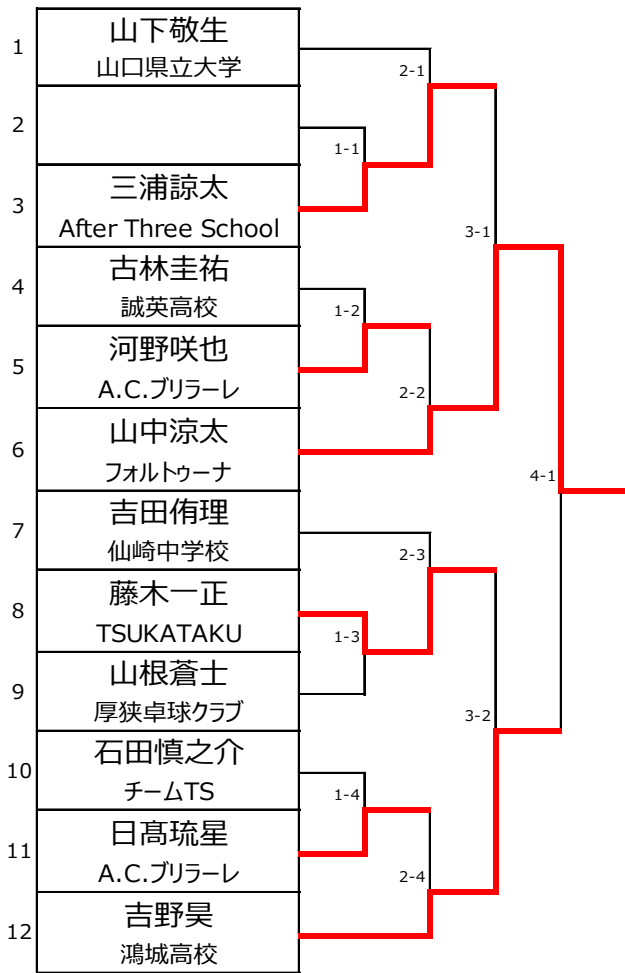 1
山下敬生
山口県立大学
2
3
三浦諒太
After Three School
4
古林圭祐
誠英高校
5
河野咲也
A.C.ブリラーレ
6
山中涼太
フォルトゥーナ
7
吉田侑理
仙崎中学校
8
藤木一正
TSUKATAKU
9
山根蒼士
厚狭卓球クラブ
10
石田慎之介
チームTS
11
日髙琉星
A.C.ブリラーレ
12
吉野昊
鴻城高校
1-1
1-2
1-3
1-4
2-1
2-2
2-3
2-4
3-1
3-2
4-1